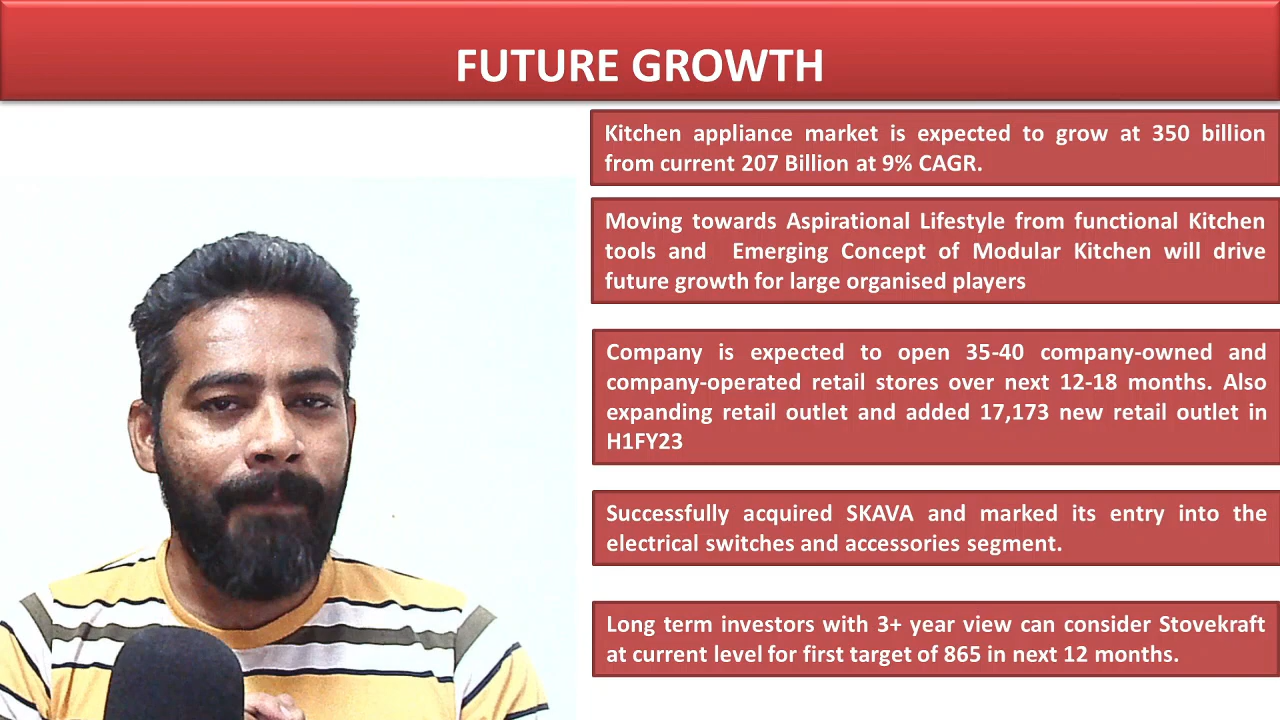 FUTURE GROWTH
Kitchen appliance market is expected to grow at 350 billion
from current 207 Billion at 9% CAGR.
Moving towards Aspirational Lifestyle from functional Kitchen
tools and Emerging Concept of Modular Kitchen will drive
future growth for large organised players
Company is expected to open 35-40 company-owned and
company-operated retail stores over next 12-18 months. Also
expanding retail outlet and added 17,173 new retail outlet in
H1FY23
Successfully acquired SKAVA and marked its entry into the
electrical switches and accessories segment.
Long term investors with 3+ year view can consider Stovekraft
at current level for first target of 865 in next 12 months.